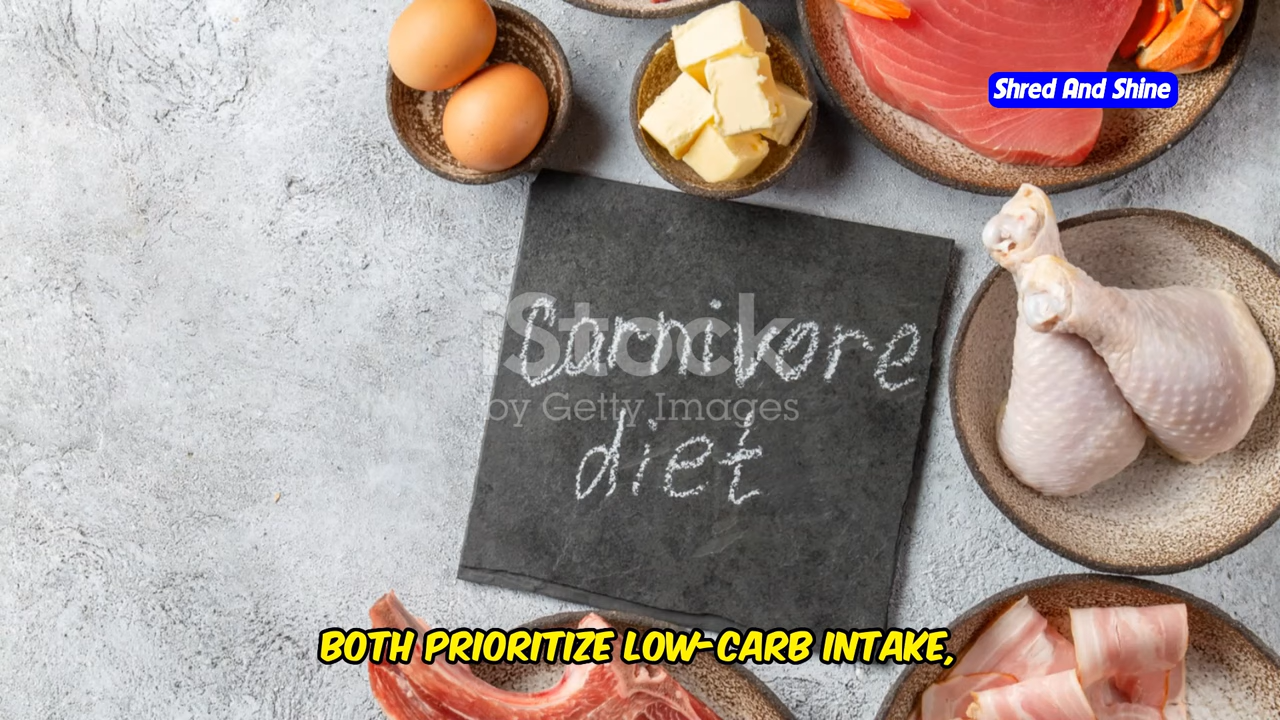 Shred And Shine
Carnivore
diet
iStock
by Getty Images
BOTH PRIORITIZE LOW-CARB INTAKE,